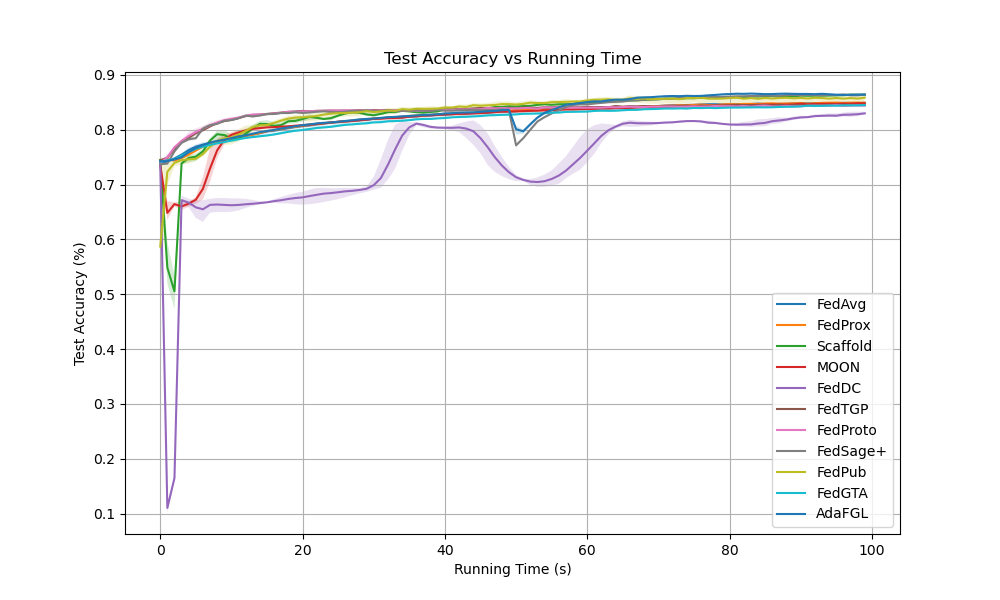 Test Accuracy vs Running Time
0.9
0.8
0.7
0.6
0.5
0.4
0.3
0.2
0.1
Test Accuracy (%)
0 20 40 60 80 100
Running Time (s)
FedAvg
FedProx
Scaffold
MOON
FedDC
FedTGP
FedProto
FedSage+
FedPub
FedGTA
AdaFGL